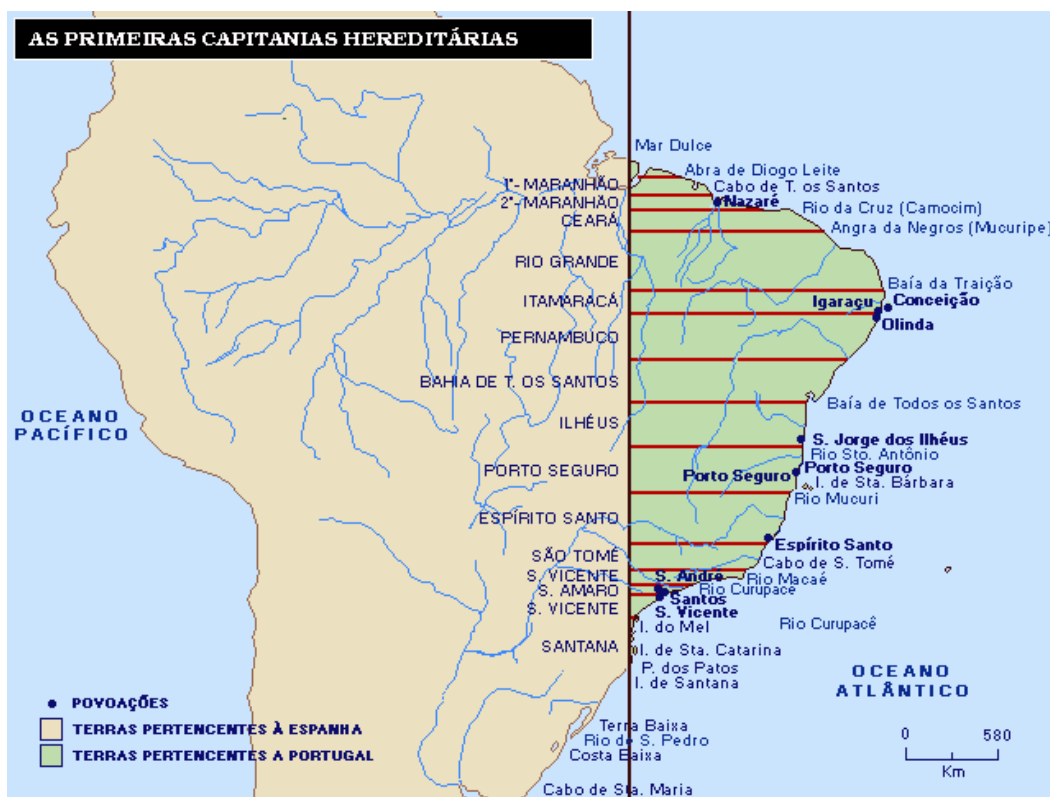 AS PRIMEIRAS CAPITANIAS HEREDITÁRIAS
Mar Dulce
Abra de Diogo Leite
1º- MARANHÃO
Cabo de T. os Santos
2º- MARANHÃO
Nazaré
Rio da Cruz (Camocim)
CEARÁ
Angra da Negros (Mucuripe)
RIO GRANDE
Baía da Traição
ITAMARACÁ
Igaraçu
Conceição
Olinda
PERNAMBUCO
BAHIA DE T. OS SANTOS
Baía de Todos os Santos
ILHÉUS
S. Jorge dos Ilhéus
Rio Sto. Antônio
PORTO SEGURO
Porto Seguro
Porto Seguro
I. de Sta. Bárbara
Rio Mucuri
ESPÍRITO SANTO
Espírito Santo
SÃO TOMÉ
Cabo de S. Tomé
S. VICENTE
S. André
Rio Macaé
S. AMARO
Rio Curupacê
Santos
S. VICENTE
S. Vicente
I. do Mel
Rio Curupacê
SANTANA
I. de Sta. Catarina
P. dos Patos
I. de Santana
OCEANO
PACÍFICO
OCEANO
ATLÂNTICO
POVOAÇÕES
TERRAS PERTENCENTES À ESPANHA
TERRAS PERTENCENTES A PORTUGAL
Terra Baixa
Rio de S. Pedro
Costa Baixa
Cabo de Sta. Maria
0 580
Km